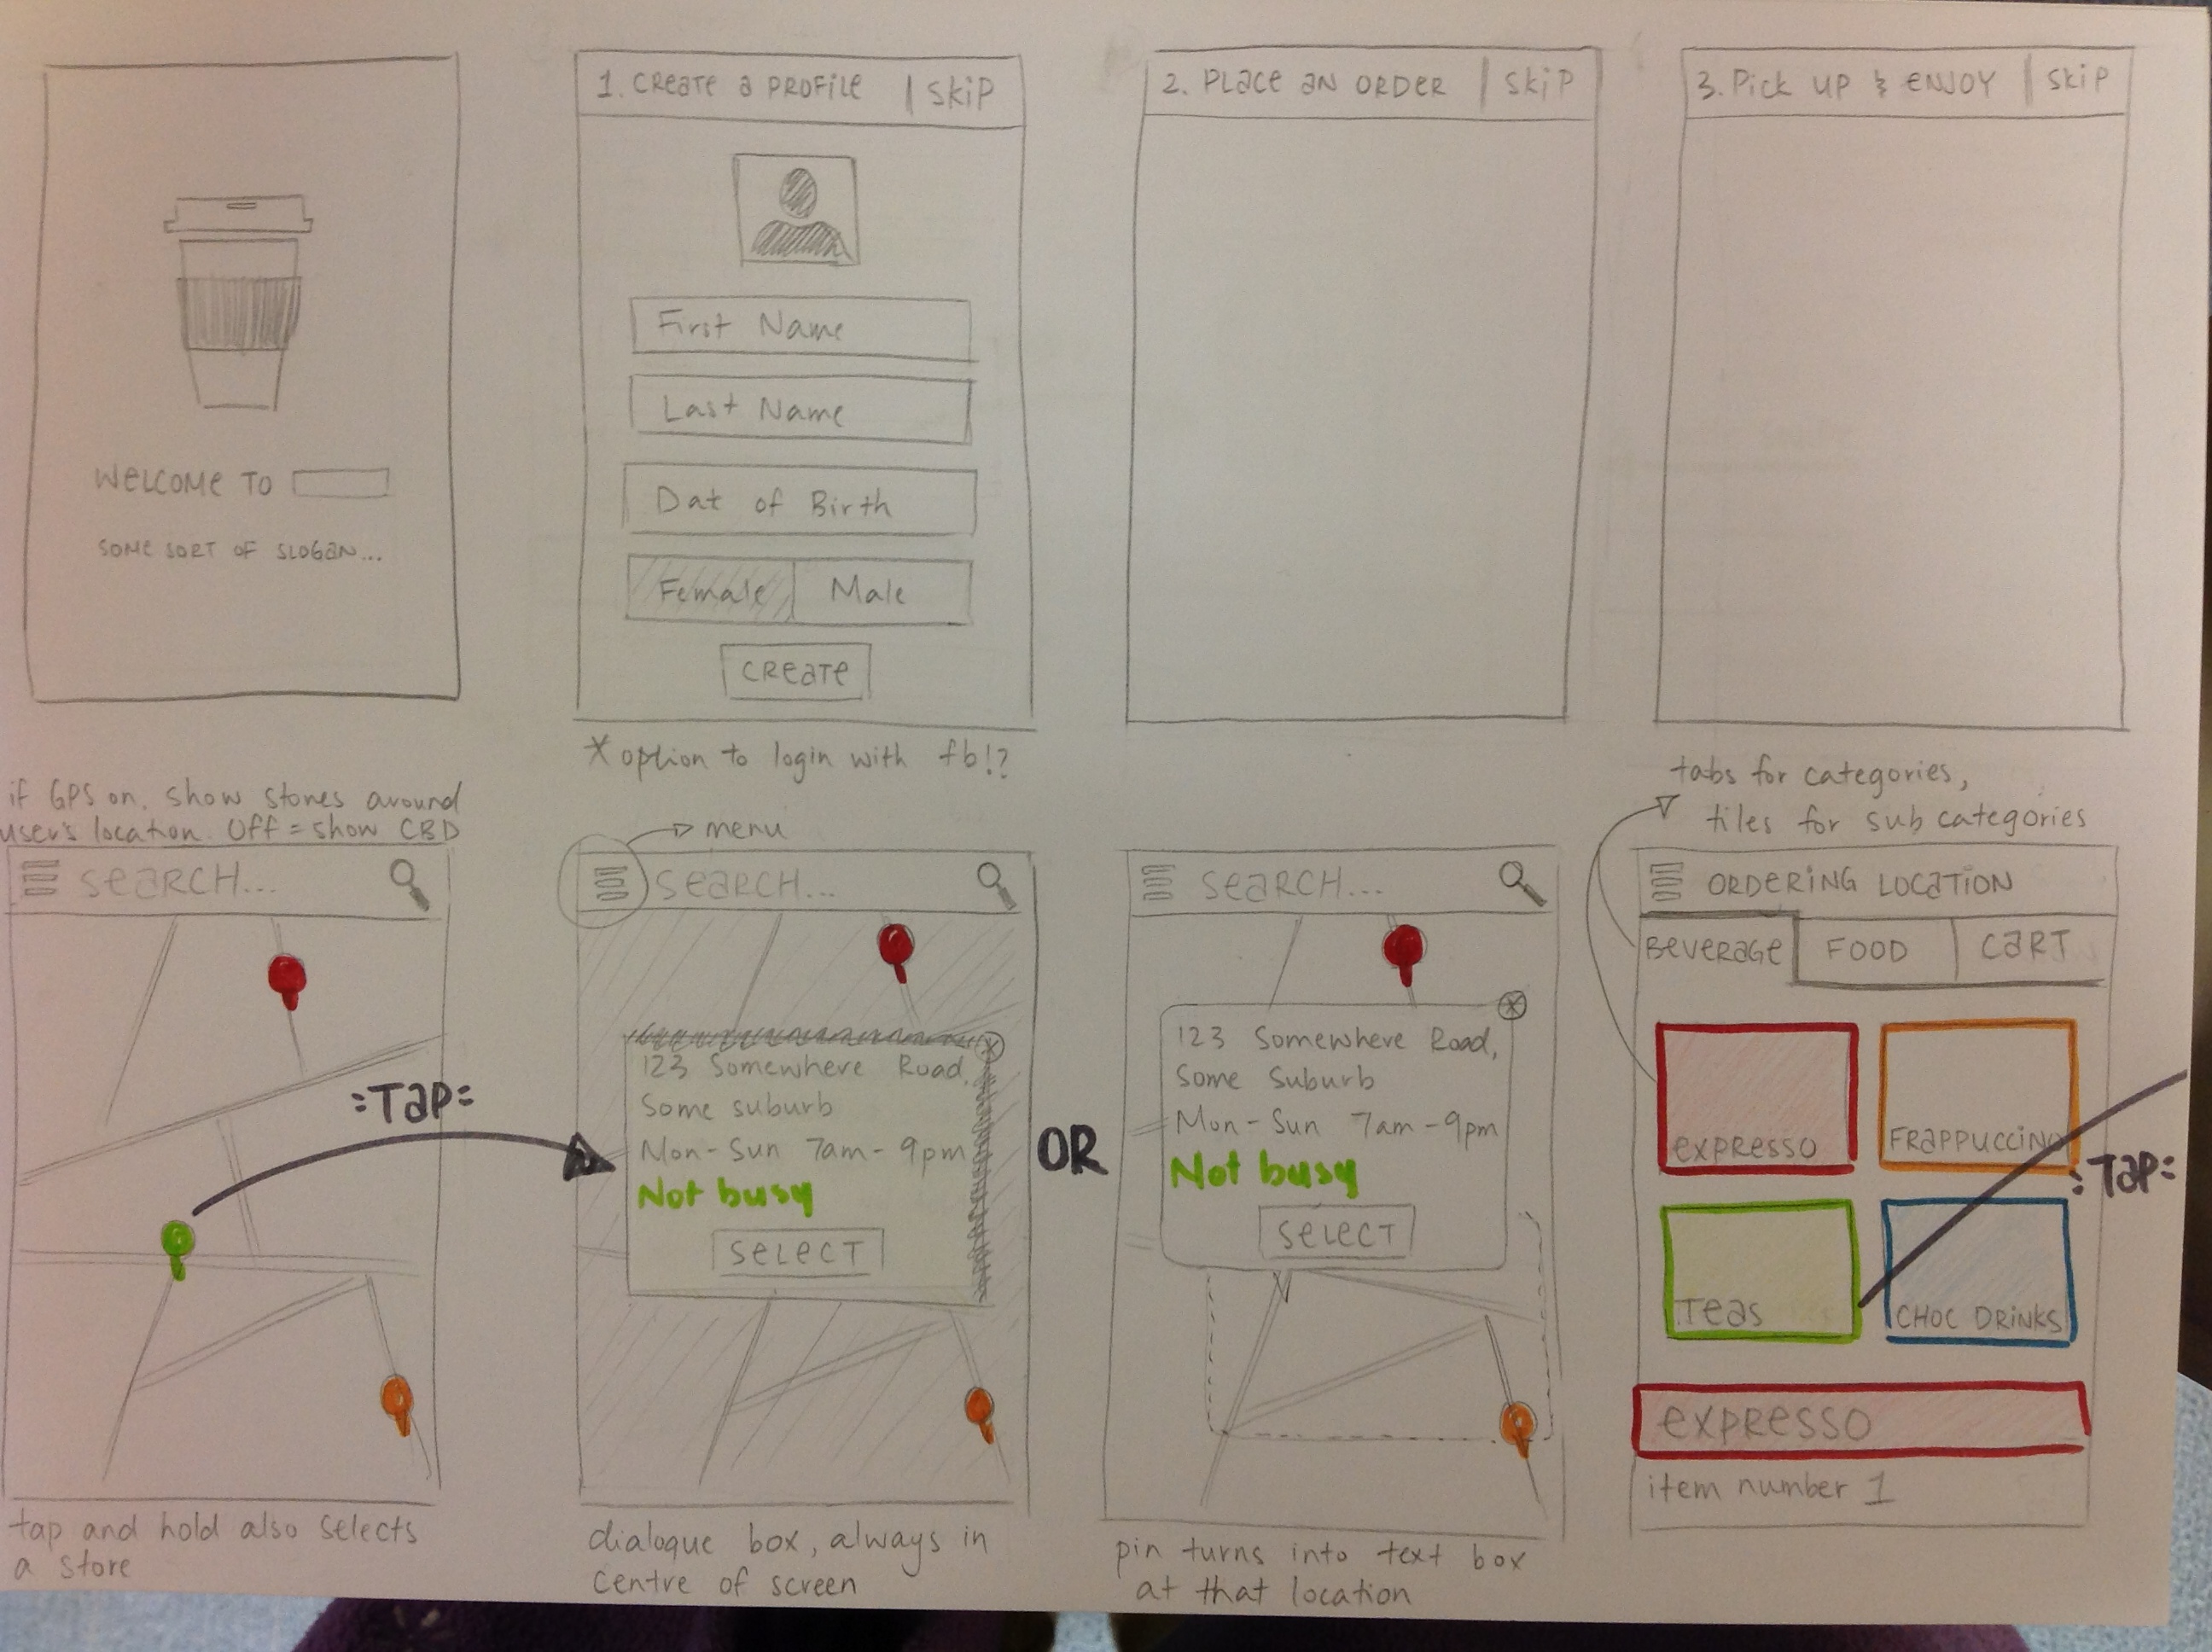 WELCOME TO
SOME SORT OF SLOGAN...
1. CREATE A PROFILE | SKIP
First Name
Last Name
Dat of Birth
Female Male
CREATE
* option to login with fb!?
2. PLACE AN ORDER | SKIP
3. Pick UP & ENJOY | SKIP
if GPS on, show stores around
user's location. Off = show CBD
SEARCH...
=TAP=
tap and hold also selects
a store
menu
SEARCH...
123 Somewhere Road,
Some suburb
Mon-Sun 7am-9pm
Not busy
SELECT
dialogue box, always in
centre of screen
OR
SEARCH...
123 Somewhere Road,
Some Suburb
Mon-Sun 7am-9pm
Not busy
SELECT
pin turns into text box
at that location
tabs for categories,
tiles for sub categories
ORDERING LOCATION
BEVERAGE FOOD CART
EXPRESSO FRAPPUCCINO
=TAP=
TEAS CHOC DRINKS
EXPRESSO
item number 1